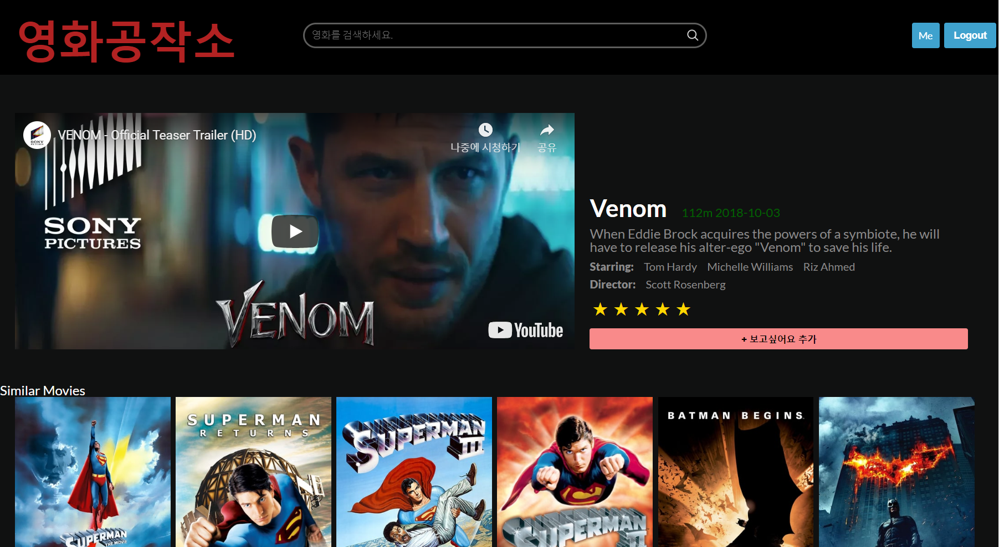 영화공작소
영화를 검색하세요.
Me
Logout
VENOM - Official Teaser Trailer (HD)
나중에 시청하기
공유
SONY
PICTURES
SONY
PICTURES
VENOM
YouTube
Venom
112m 2018-10-03
When Eddie Brock acquires the powers of a symbiote, he will
have to release his alter-ego "Venom" to save his life.
Starring: Tom Hardy Michelle Williams Riz Ahmed
Director: Scott Rosenberg
+ 보고싶어요 추가
Similar Movies
SUPERMAN
THE MOVIE
SUPERMAN
RETURNS
NE
SUPERMAN
III
SUPERMAN
II
BATMAN BEGINS